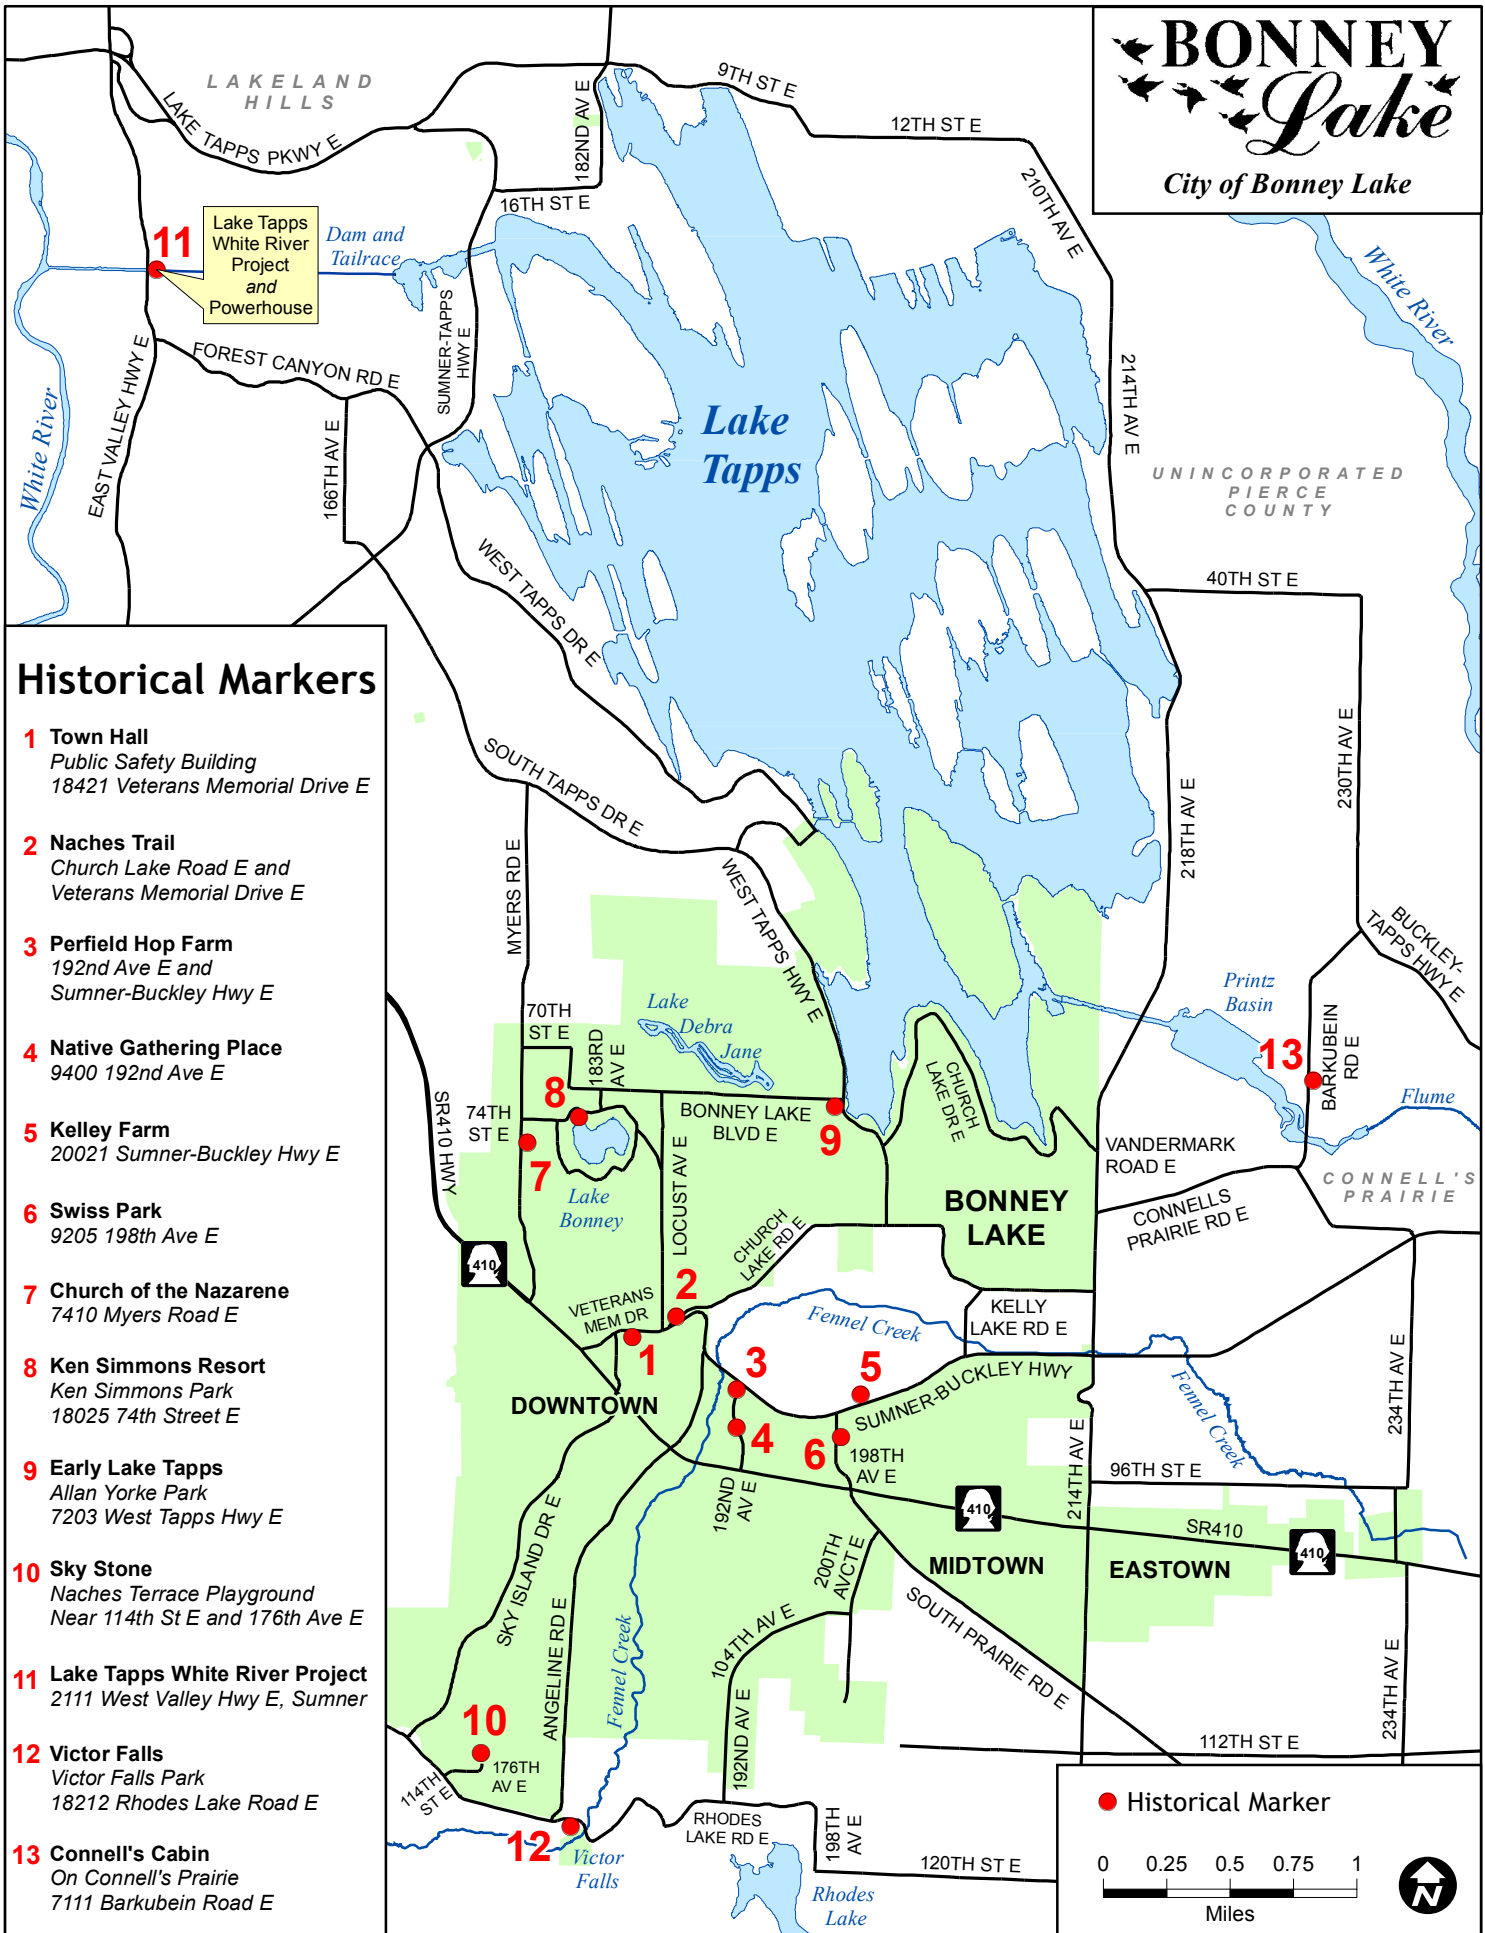 BONNEY
Lake
City of Bonney Lake
LAKELAND
HILLS
LAKE TAPPS PKWY E
182ND AV E
9TH ST E
12TH ST E
210TH AV E
16TH ST E
11
Lake Tapps
White River
Project
and
Powerhouse
Dam and
Tailrace
SUMNER-TAPPS
HWY E
White River
FOREST CANYON RD E
EAST VALLEY HWY E
White River
166TH AV E
Lake
Tapps
214TH AV E
UNINCORPORATED
PIERCE
COUNTY
WEST TAPPS DR E
40TH ST E
SOUTH TAPPS DR E
230TH AV E
218TH AV E
MYERS RD E
WEST TAPPS HWY E
BUCKLEY-
TAPPS HWY E
Printz
Basin
Lake
Debra
Jane
70TH
ST E
183RD
AV E
13
BARKUBEIN
RD E
Flume
SR410 HWY
8
74TH
ST E
BONNEY LAKE
BLVD E
9
CHURCH
LAKE DR E
7
Lake
Bonney
LOCUST AV E
VANDERMARK
ROAD E
CONNELL'S
PRAIRIE
BONNEY
LAKE
CONNELLS
PRAIRIE RD E
CHURCH
LAKE RD E
410
VETERANS
MEM DR
2
1
Fennel Creek
KELLY
LAKE RD E
3
5
4
6
SUMNER-BUCKLEY HWY
DOWNTOWN
198TH
AV E
192ND
AV E
214TH AV E
Fennel Creek
234TH AV E
96TH ST E
410
SR410
410
MIDTOWN
EASTOWN
200TH
AVCT E
SKY ISLAND DR E
ANGELINE RD E
Fennel Creek
104TH AV E
SOUTH PRAIRIE RD E
192ND AV E
234TH AV E
112TH ST E
10
176TH
AV E
114TH
ST E
12
Victor
Falls
RHODES
LAKE RD E
198TH
AV E
120TH ST E
Rhodes
Lake
Historical Markers
1 Town Hall
Public Safety Building
18421 Veterans Memorial Drive E
2 Naches Trail
Church Lake Road E and
Veterans Memorial Drive E
3 Perfield Hop Farm
192nd Ave E and
Sumner-Buckley Hwy E
4 Native Gathering Place
9400 192nd Ave E
5 Kelley Farm
20021 Sumner-Buckley Hwy E
6 Swiss Park
9205 198th Ave E
7 Church of the Nazarene
7410 Myers Road E
8 Ken Simmons Resort
Ken Simmons Park
18025 74th Street E
9 Early Lake Tapps
Allan Yorke Park
7203 West Tapps Hwy E
10 Sky Stone
Naches Terrace Playground
Near 114th St E and 176th Ave E
11 Lake Tapps White River Project
2111 West Valley Hwy E, Sumner
12 Victor Falls
Victor Falls Park
18212 Rhodes Lake Road E
13 Connell's Cabin
On Connell's Prairie
7111 Barkubein Road E
Historical Marker
0 0.25 0.5 0.75 1
Miles
N